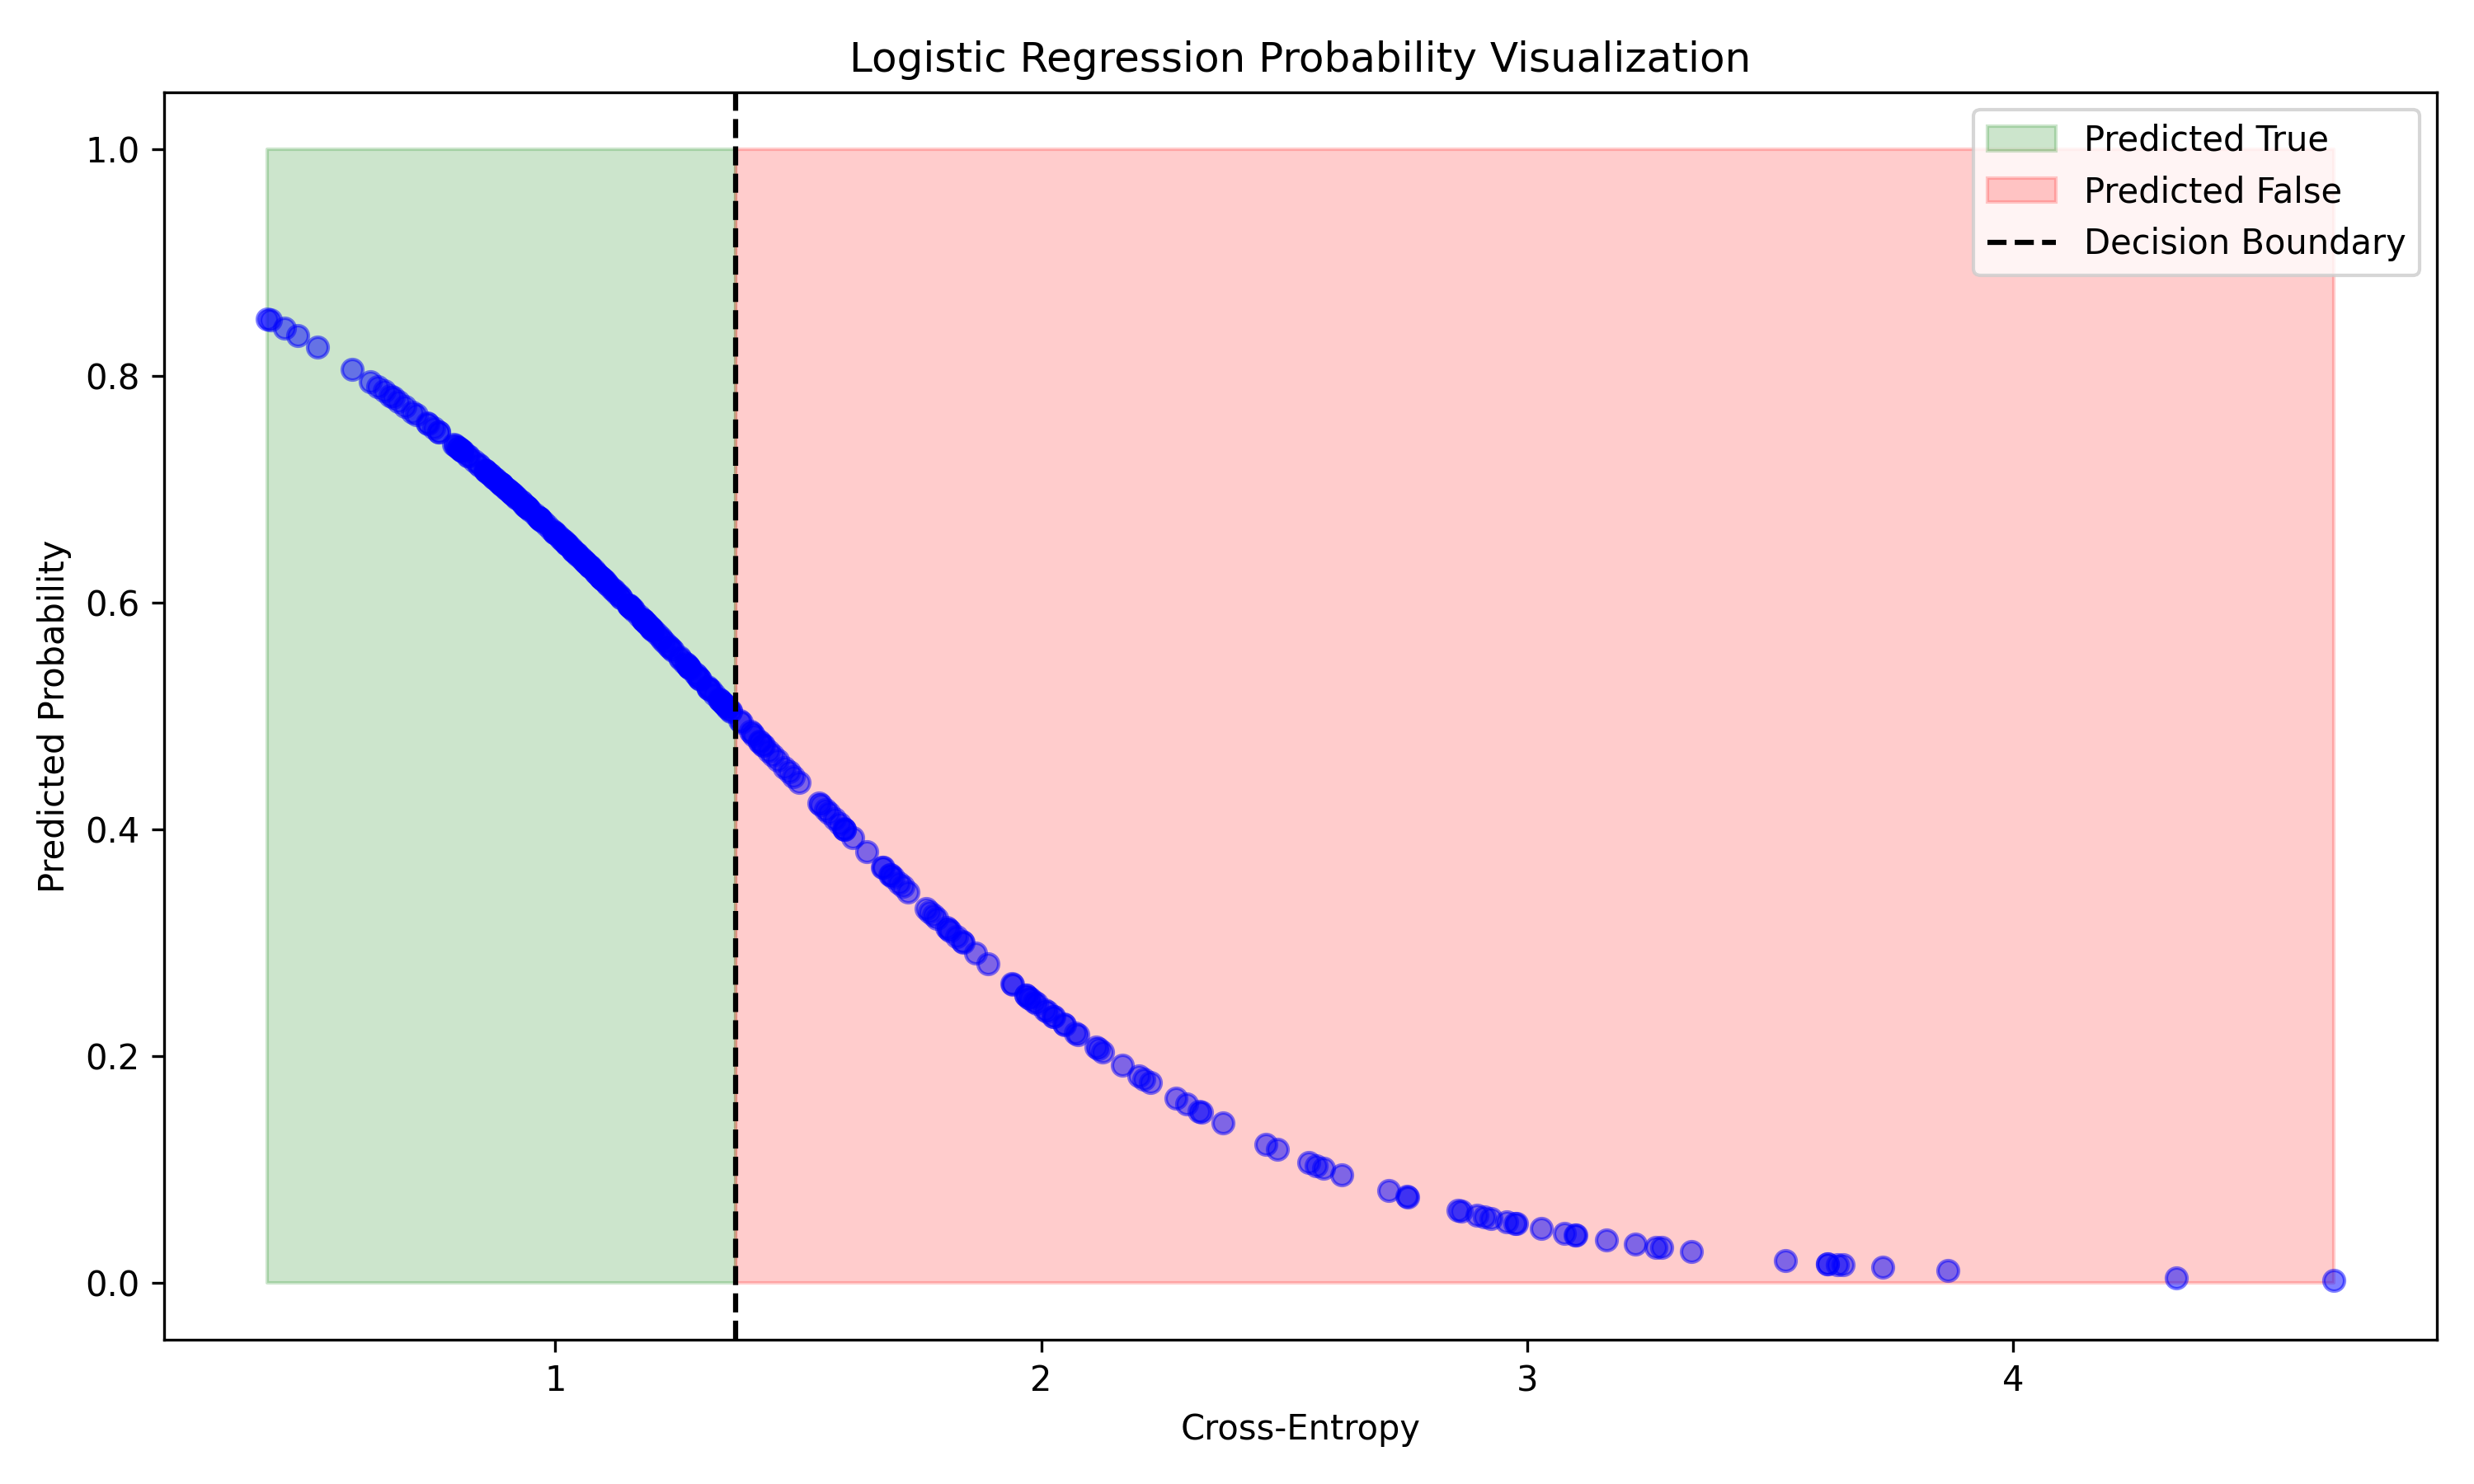 Logistic Regression Probability Visualization
Predicted True
Predicted False
Decision Boundary
1.0
0.8
0.6
0.4
0.2
0.0
Predicted Probability
1 2 3 4
Cross-Entropy